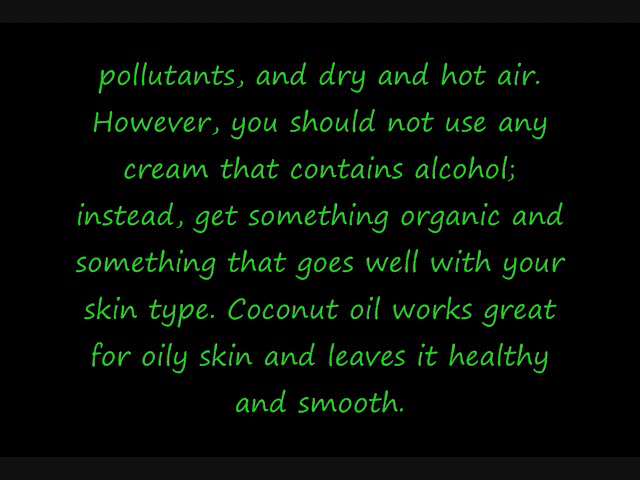 pollutants, and dry and hot air.
However, you should not use any
cream that contains alcohol;
instead, get something organic and
something that goes well with your
skin type. Coconut oil works great
for oily skin and leaves it healthy
and smooth.